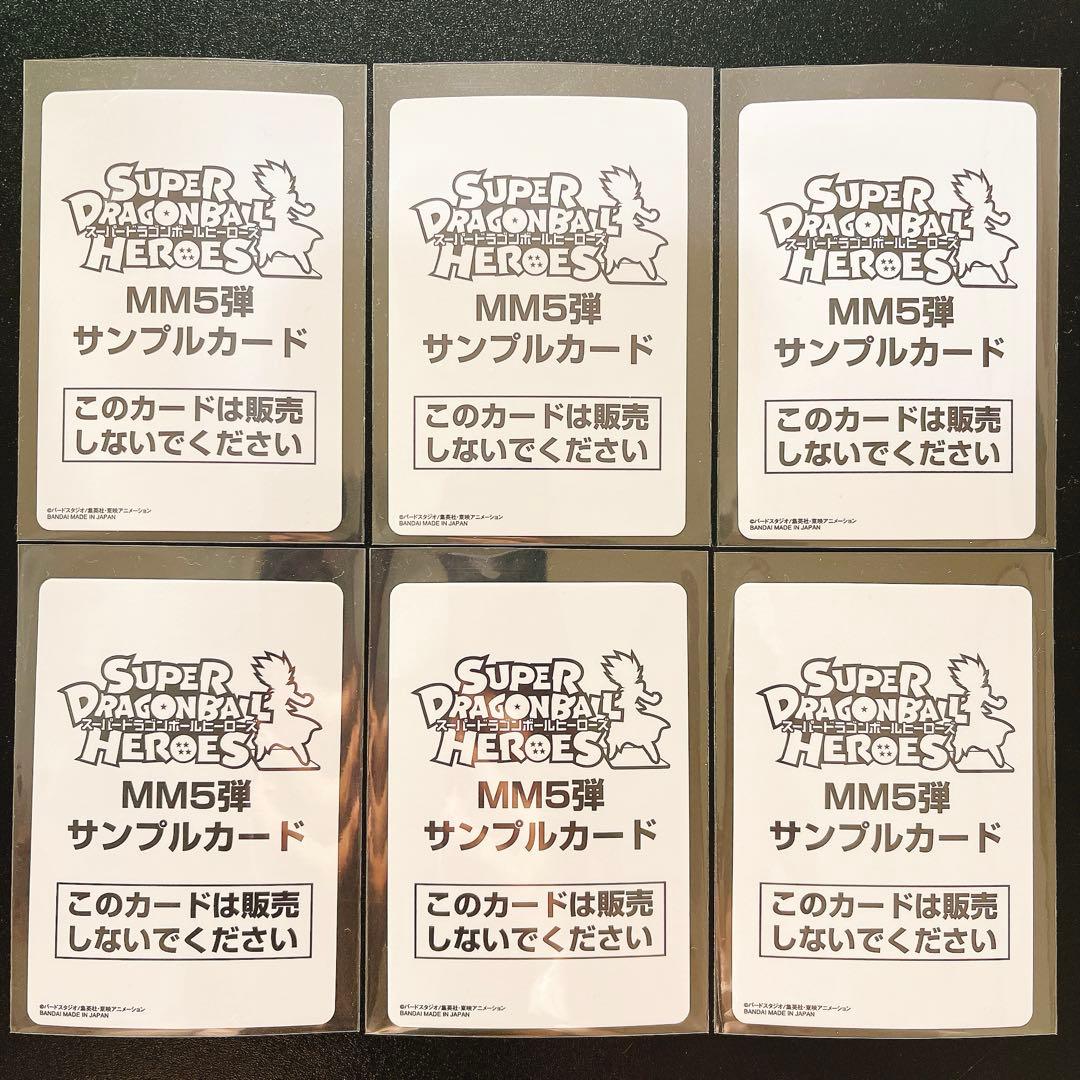 SUPER
DRAGONBALL
スーパードラゴンボールヒーローズ
HEROES
MM5弾
サンプルカード
このカードは販売
しないでください
©バードスタジオ/集英社・東映アニメーション
BANDAI MADE IN JAPAN
SUPER
DRAGONBALL
スーパードラゴンボールヒーローズ
HEROES
MM5弾
サンプルカード
このカードは販売
しないでください
©バードスタジオ/集英社・東映アニメーション
BANDAI MADE IN JAPAN
SUPER
DRAGONBALL
スーパードラゴンボールヒーローズ
HEROES
MM5弾
サンプルカード
このカードは販売
しないでください
©バードスタジオ/集英社・東映アニメーション
BANDAI MADE IN JAPAN
SUPER
DRAGONBALL
スーパードラゴンボールヒーローズ
HEROES
MM5弾
サンプルカード
このカードは販売
しないでください
©バードスタジオ/集英社・東映アニメーション
BANDAI MADE IN JAPAN
SUPER
DRAGONBALL
スーパードラゴンボールヒーローズ
HEROES
MM5弾
サンプルカード
このカードは販売
しないでください
©バードスタジオ/集英社・東映アニメーション
BANDAI MADE IN JAPAN
SUPER
DRAGONBALL
スーパードラゴンボールヒーローズ
HEROES
MM5弾
サンプルカード
このカードは販売
しないでください
©バードスタジオ/集英社・東映アニメーション
BANDAI MADE IN JAPAN